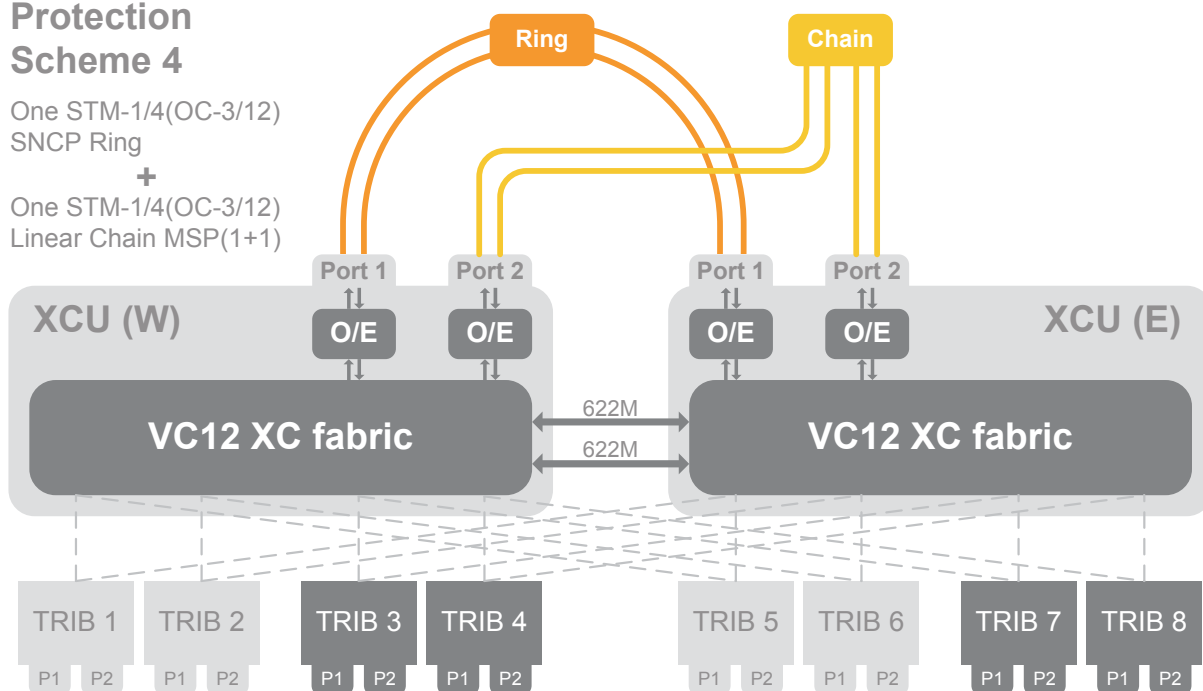 Protection
Scheme 4
One STM-1/4(OC-3/12)
SNCP Ring
+
One STM-1/4(OC-3/12)
Linear Chain MSP(1+1)
Ring
Chain
Port 1
Port 2
Port 1
Port 2
XCU (W)
O/E
O/E
O/E
O/E
XCU (E)
VC12 XC fabric
622M
622M
VC12 XC fabric
TRIB 1
TRIB 2
TRIB 3
TRIB 4
TRIB 5
TRIB 6
TRIB 7
TRIB 8
P1 P2
P1 P2
P1 P2
P1 P2
P1 P2
P1 P2
P1 P2
P1 P2